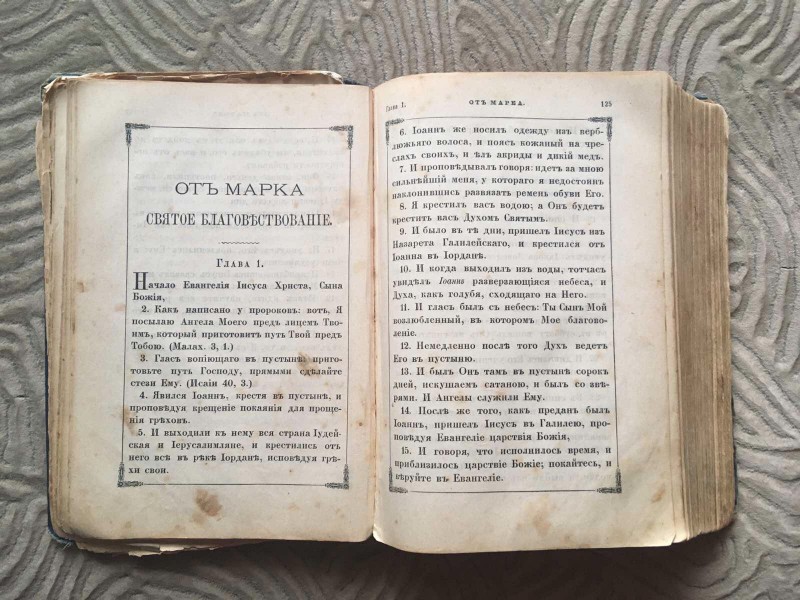 ОТЪ МАРКА
СВЯТОЕ БЛАГОВѢСТВОВАНІЕ.
Глава 1.
Начало Евангелія Іисуса Христа, Сына
Божія,
2. Какъ написано у пророковъ: вотъ, Я
посылаю Ангела Моего предъ лицемъ Тво-
имъ, который приготовитъ путь Твой предъ
Тобою. (Малах. 3, 1.)
3. Гласъ вопіющаго въ пустынѣ: приго-
товьте путь Господу, прямыми сдѣлайте
стези Ему. (Исаіи 40, 3.)
4. Явился Іоаннъ, крестя въ пустынѣ, и
проповѣдуя крещеніе покаянія для проще-
нія грѣховъ.
5. И выходили къ нему вся страна Іудей-
ская и Іерусалимляне, и крестились отъ
него всѣ въ рѣкѣ Іорданѣ, исповѣдуя грѣ-
хи свои.
Глава 1. ОТЪ МАРКА. 125
6. Іоаннъ же носилъ одежду изъ верб-
люжьяго волоса, и поясъ кожаный на чре-
слахъ своихъ, и ѣлъ акриды и дикій медъ.
7. И проповѣдывалъ говоря: идетъ за мною
сильнѣйшій меня, у котораго я недостоинъ
наклонившись развязать ремень обуви Его.
8. Я крестилъ васъ водою; а Онъ будетъ
крестить васъ Духомъ Святымъ.
9. И было въ тѣ дни, пришелъ Іисусъ изъ
Назарета Галилейскаго, и крестился отъ
Іоанна въ Іорданѣ.
10. И когда выходилъ изъ воды, тотчасъ
увидѣлъ Іоаннъ разверзающіяся небеса, и
Духа, какъ голубя, сходящаго на Него.
11. И гласъ былъ съ небесъ: Ты Сынъ Мой
возлюбленный, въ которомъ Мое благово-
леніе.
12. Немедленно послѣ того Духъ ведетъ
Его въ пустыню.
13. И былъ Онъ тамъ въ пустынѣ сорокъ
дней, искушаемъ сатаною, и былъ со звѣ-
рями. И Ангелы служили Ему.
14. Послѣ же того, какъ преданъ былъ
Іоаннъ, пришелъ Іисусъ въ Галилею, про-
повѣдуя Евангеліе царствія Божія,
15. И говоря, что исполнилось время, и
приблизилось царствіе Божіе; покайтесь, и
вѣруйте въ Евангеліе.